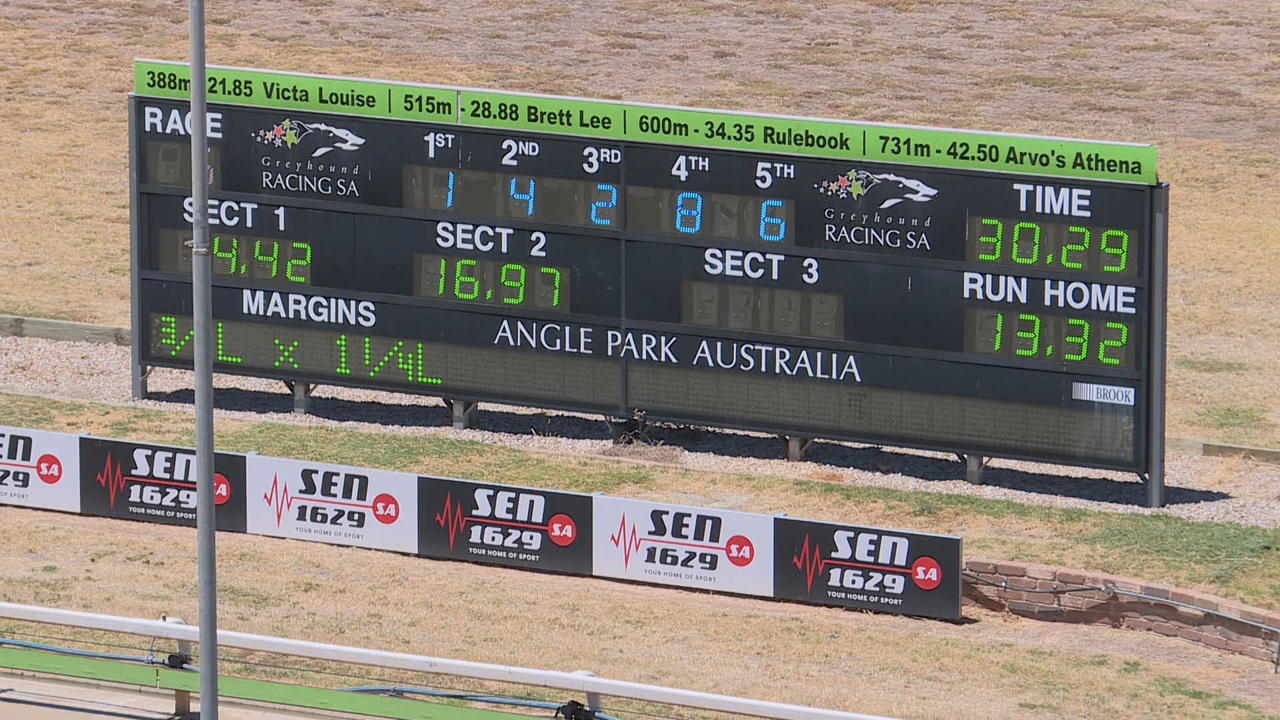 388m 21.85 Victa Louise | 515m - 28.88 Brett Lee | 600m - 34.35 Rulebook | 731m - 42.50 Arvo's Athena
RACE
Greyhound
RACING SA
1ST 2ND 3RD 4TH 5TH
1 4 2 8 6
Greyhound
RACING SA
TIME
30.29
SECT 1
4.42
SECT 2
16.97
SECT 3
RUN HOME
13.32
MARGINS
3/4 L x 1 1/4L
ANGLE PARK AUSTRALIA
BROOK
EN
SA
29
OF SPORT
SEN
1629
SA
YOUR HOME OF
SEN
1629
SA
YOUR HOME OF SPORT
SEN
1629
SA
YOUR HOME OF SPORT
SEN
1629
SA
YOUR HOME OF SPORT
SEN
1629
SA
YOUR HOME OF SPORT